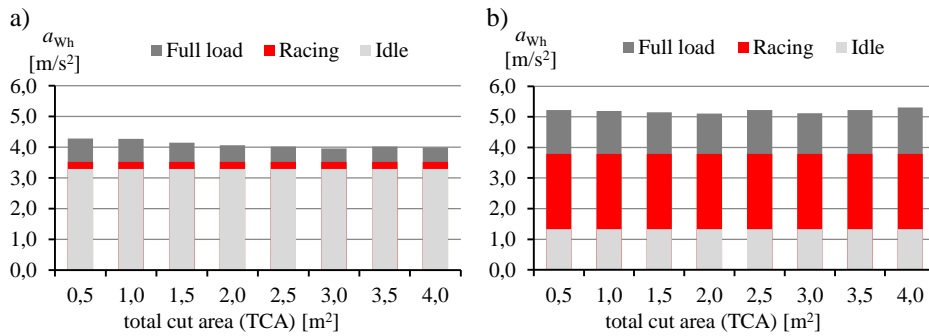 a)
a_Wh
[m/s²]
Full load Racing Idle
6,0
5,0
4,0
3,0
2,0
1,0
0,0
0,5 1,0 1,5 2,0 2,5 3,0 3,5 4,0
total cut area (TCA) [m²]
b)
a_Wh
[m/s²]
Full load Racing Idle
6,0
5,0
4,0
3,0
2,0
1,0
0,0
0,5 1,0 1,5 2,0 2,5 3,0 3,5 4,0
total cut area (TCA) [m²]